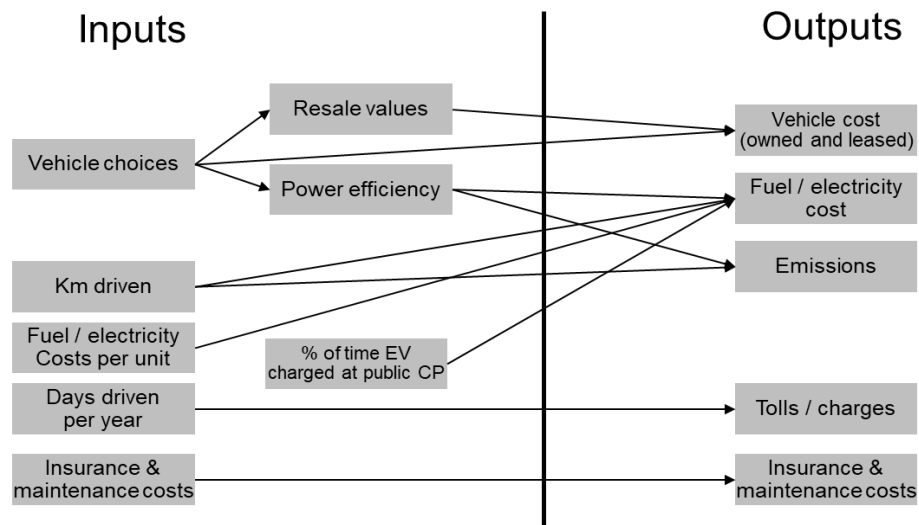 Inputs
Outputs
Resale values
Vehicle cost
(owned and leased)
Vehicle choices
Power efficiency
Fuel / electricity
cost
Km driven
Emissions
Fuel / electricity
Costs per unit
% of time EV
charged at public CP
Days driven
per year
Tolls / charges
Insurance &
maintenance costs
Insurance &
maintenance costs